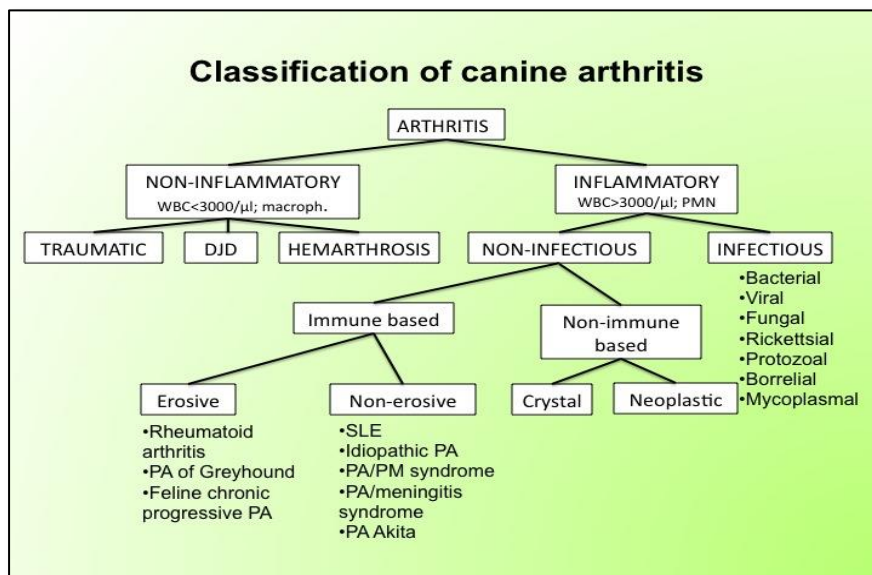 Classification of canine arthritis
ARTHRITIS
NON-INFLAMMATORY
WBC<3000/µl; macroph.
INFLAMMATORY
WBC>3000/µl; PMN
TRAUMATIC
DJD
HEMARTHROSIS
NON-INFECTIOUS
INFECTIOUS
•Bacterial
•Viral
•Fungal
•Rickettsial
•Protozoal
•Borrelial
•Mycoplasmal
Immune based
Non-immune
based
Erosive
•Rheumatoid
arthritis
•PA of Greyhound
•Feline chronic
progressive PA
Non-erosive
•SLE
•Idiopathic PA
•PA/PM syndrome
•PA/meningitis
syndrome
•PA Akita
Crystal
Neoplastic